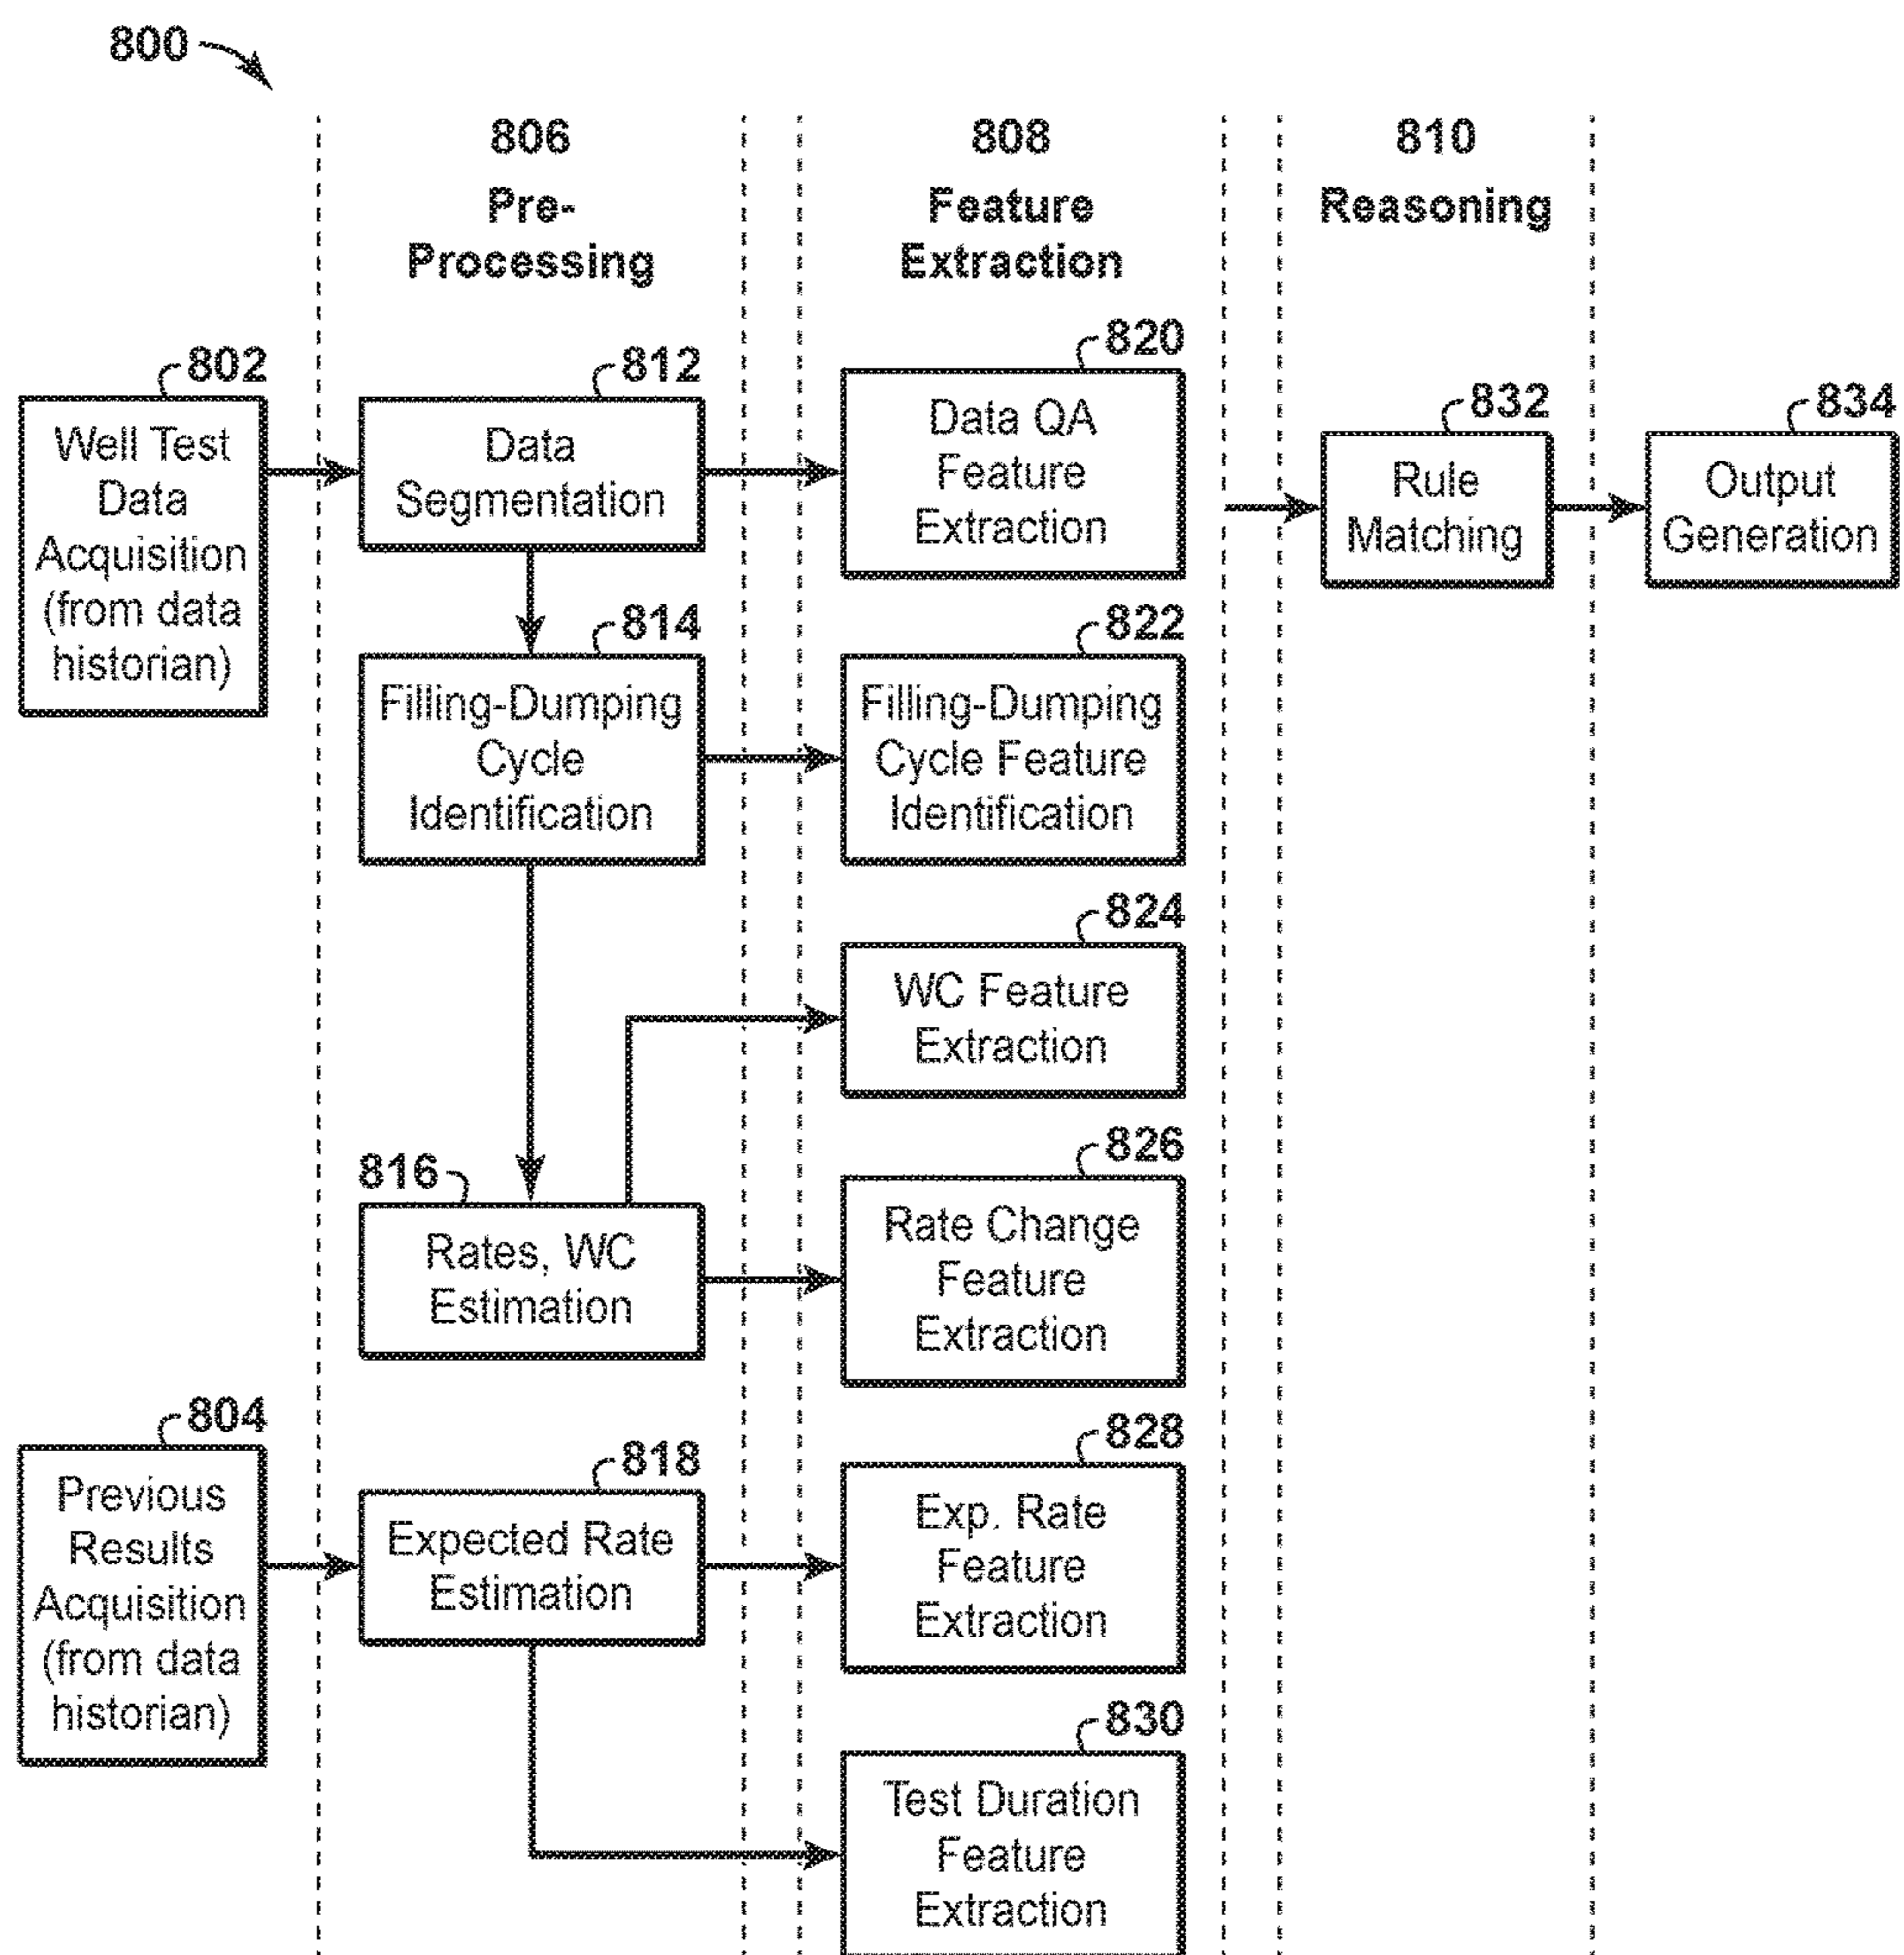 800
806
Pre-
Processing
808
Feature
Extraction
810
Reasoning
802
Well Test
Data
Acquisition
(from data
historian)
812
Data
Segmentation
820
Data QA
Feature
Extraction
832
Rule
Matching
834
Output
Generation
814
Filling-Dumping
Cycle
Identification
822
Filling-Dumping
Cycle Feature
Identification
824
WC Feature
Extraction
816
Rates, WC
Estimation
826
Rate Change
Feature
Extraction
804
Previous
Results
Acquisition
(from data
historian)
818
Expected Rate
Estimation
828
Exp. Rate
Feature
Extraction
830
Test Duration
Feature
Extraction